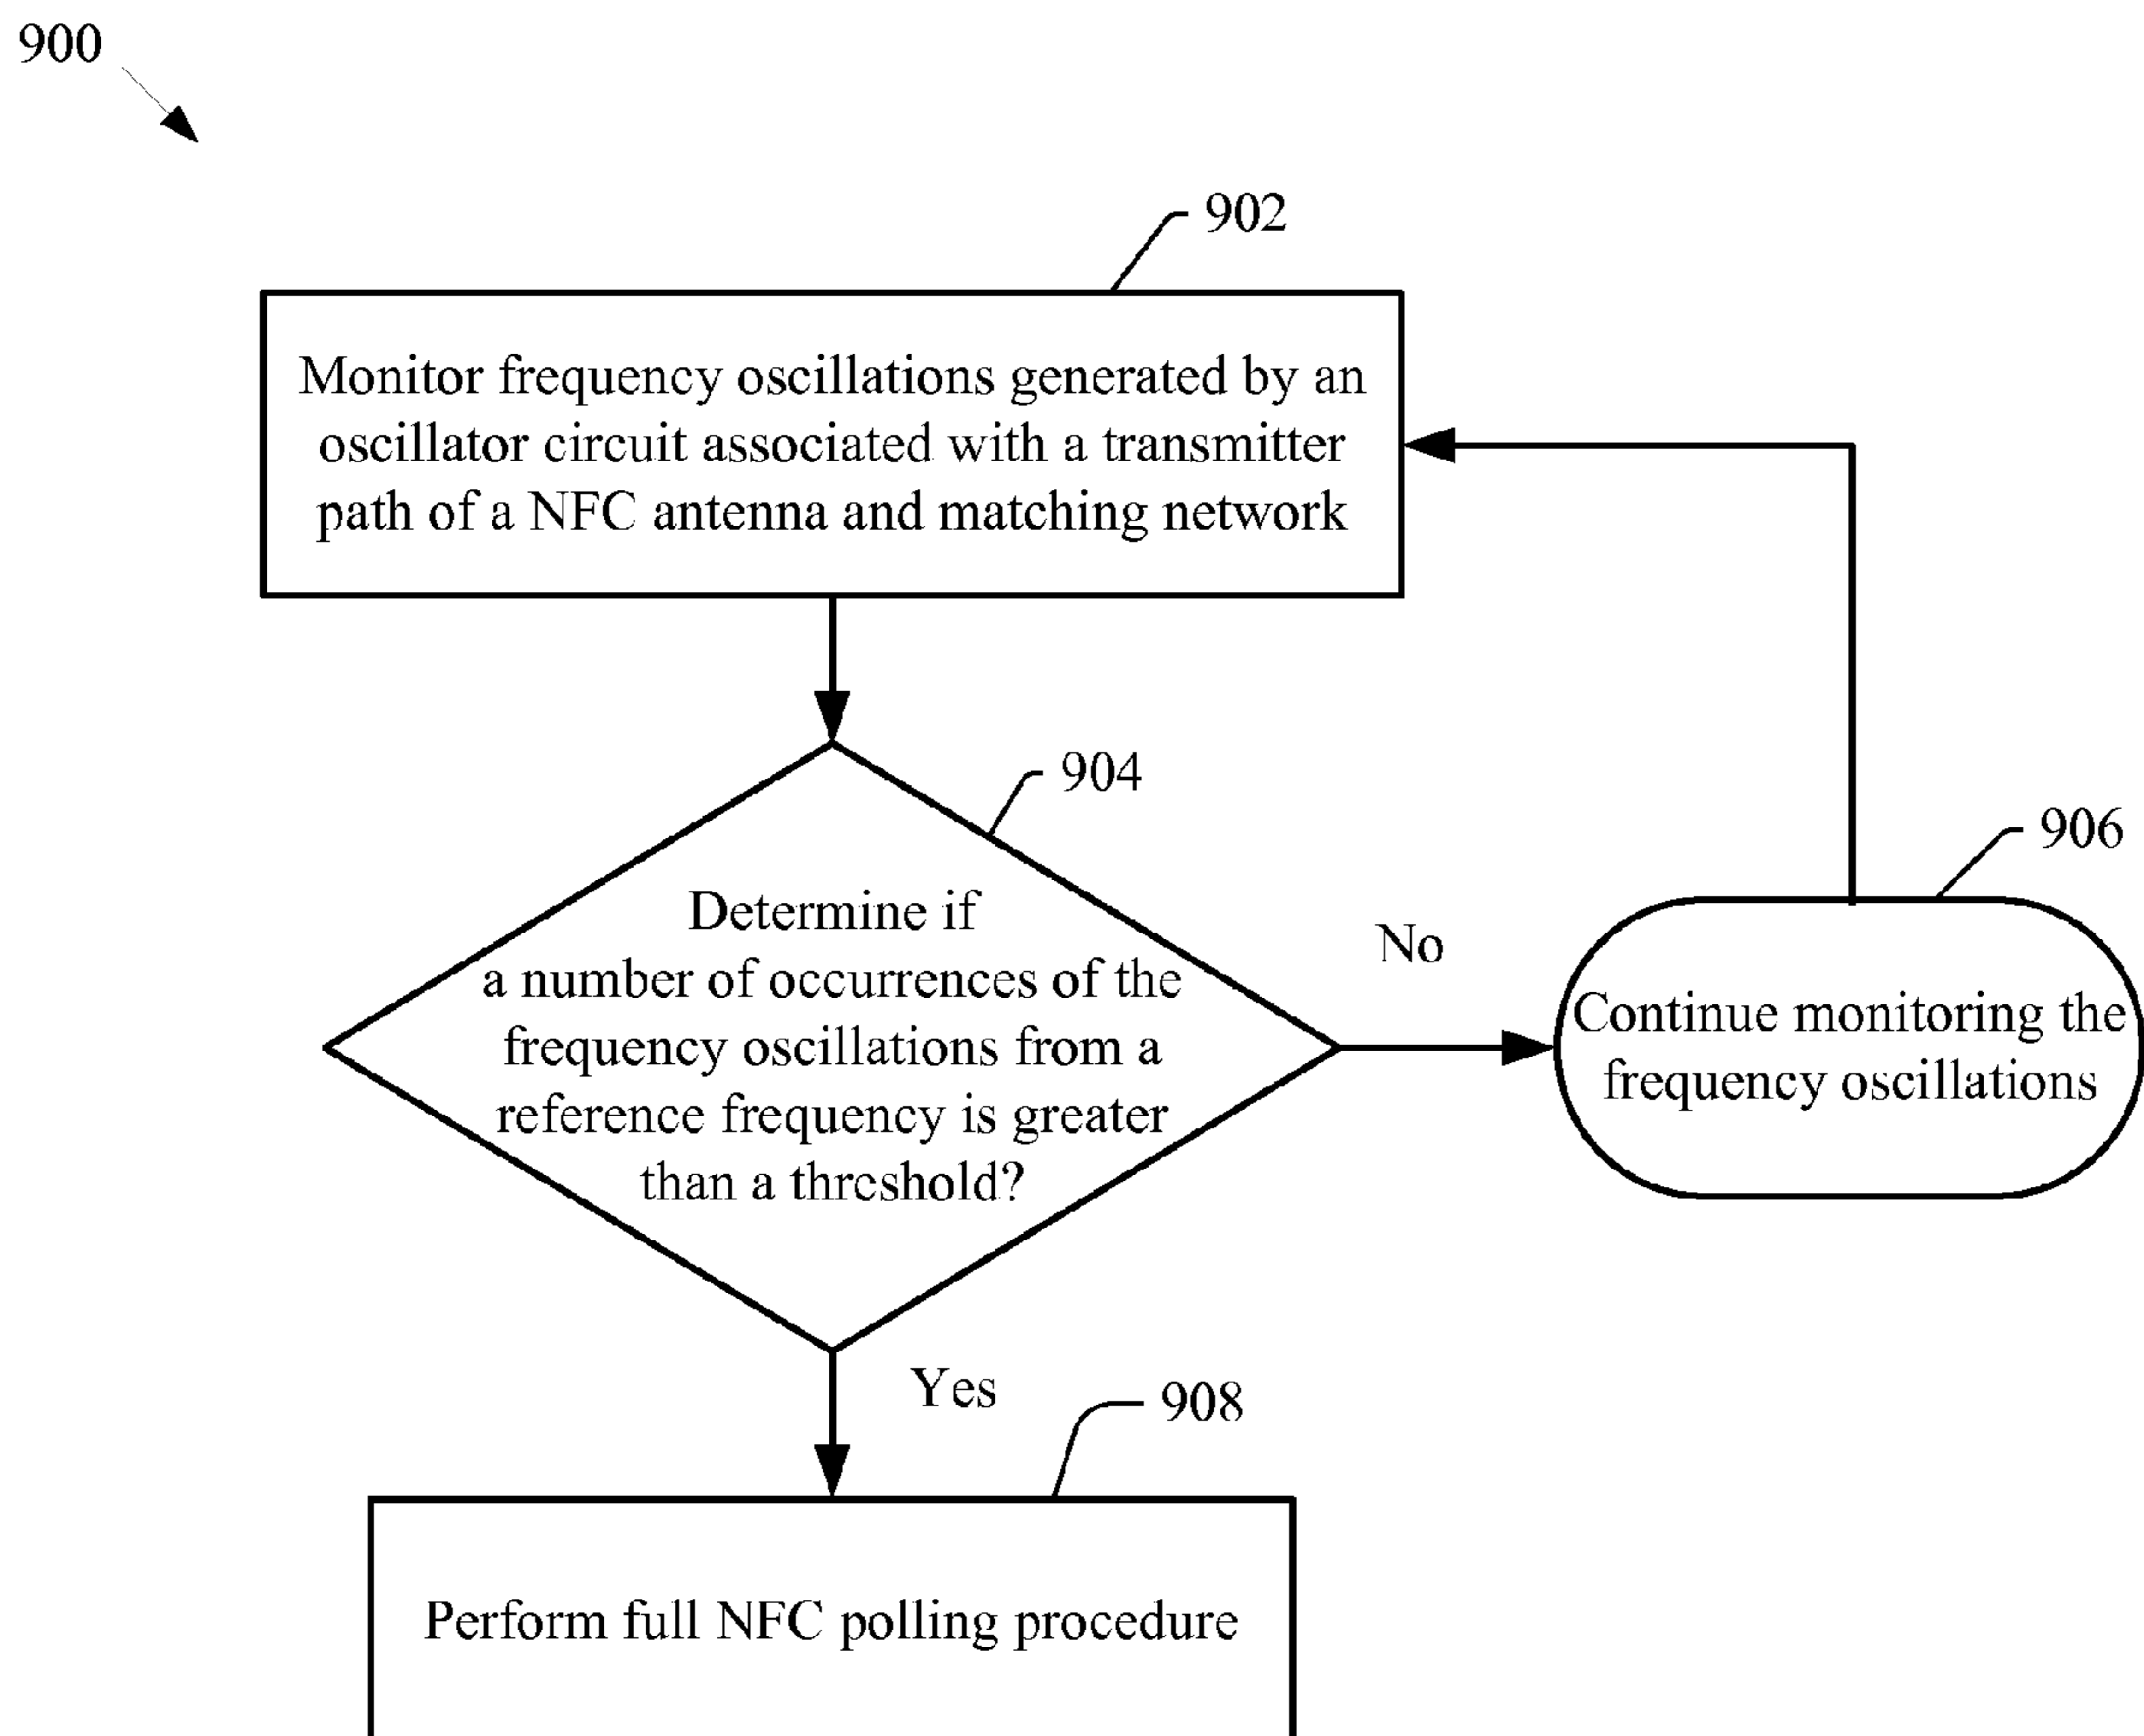 900
902
Monitor frequency oscillations generated by an
oscillator circuit associated with a transmitter
path of a NFC antenna and matching network
904
Determine if
a number of occurrences of the
frequency oscillations from a
reference frequency is greater
than a threshold?
No
906
Continue monitoring the
frequency oscillations
Yes
908
Perform full NFC polling procedure